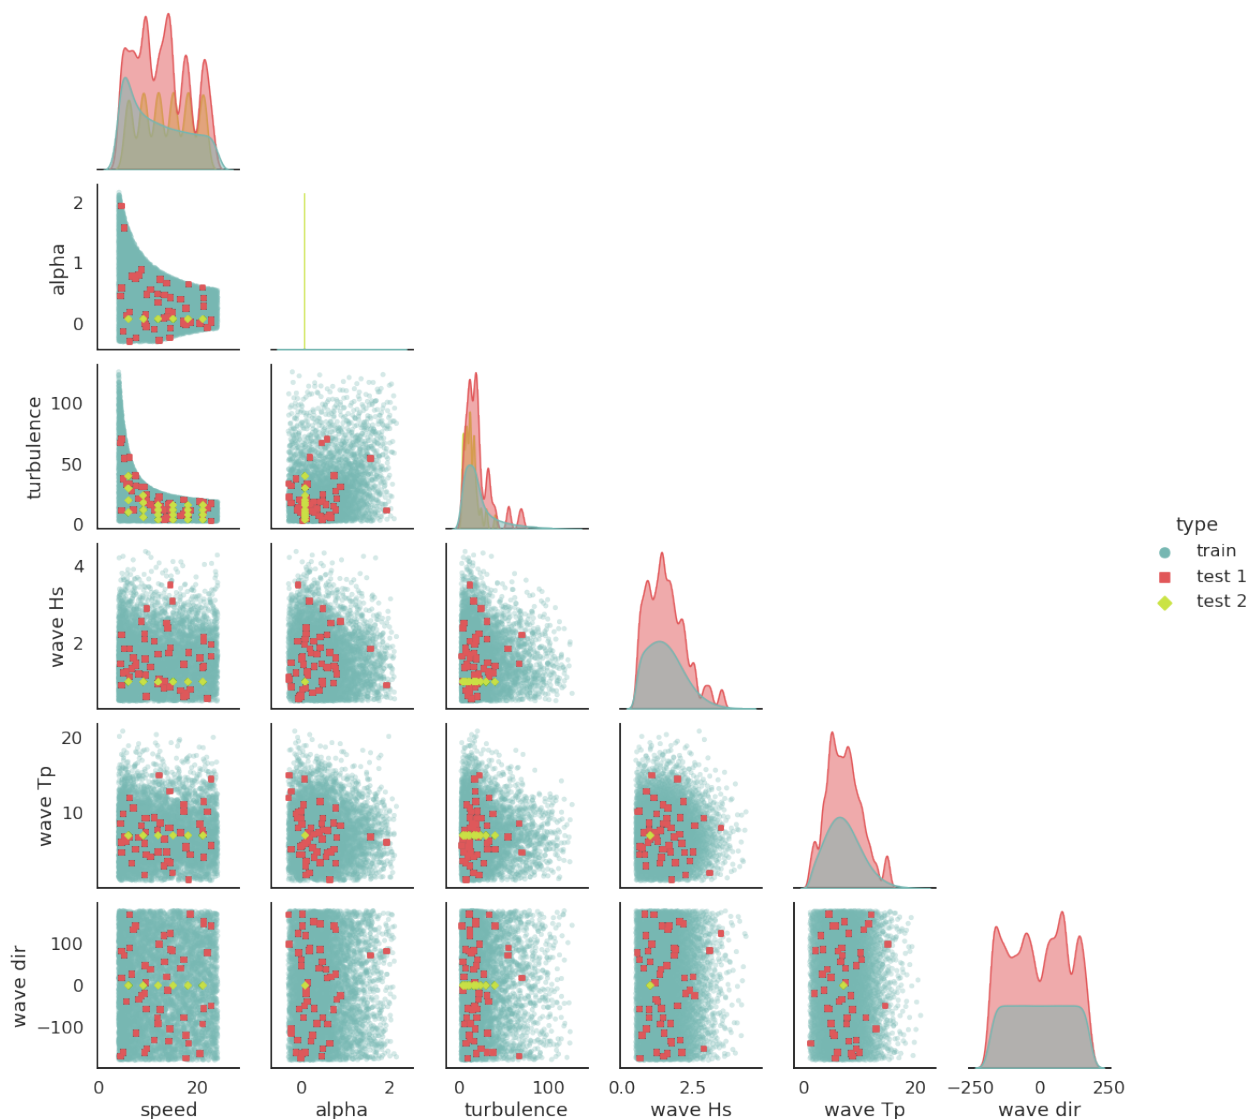 2
1
0
alpha
100
50
0
turbulence
4
2
wave Hs
20
10
wave Tp
100
0
−100
wave dir
0 20
speed
0 2
alpha
0 100
turbulence
0.0 2.5
wave Hs
0 20
wave Tp
−250 0 250
wave dir
type
train
test 1
test 2